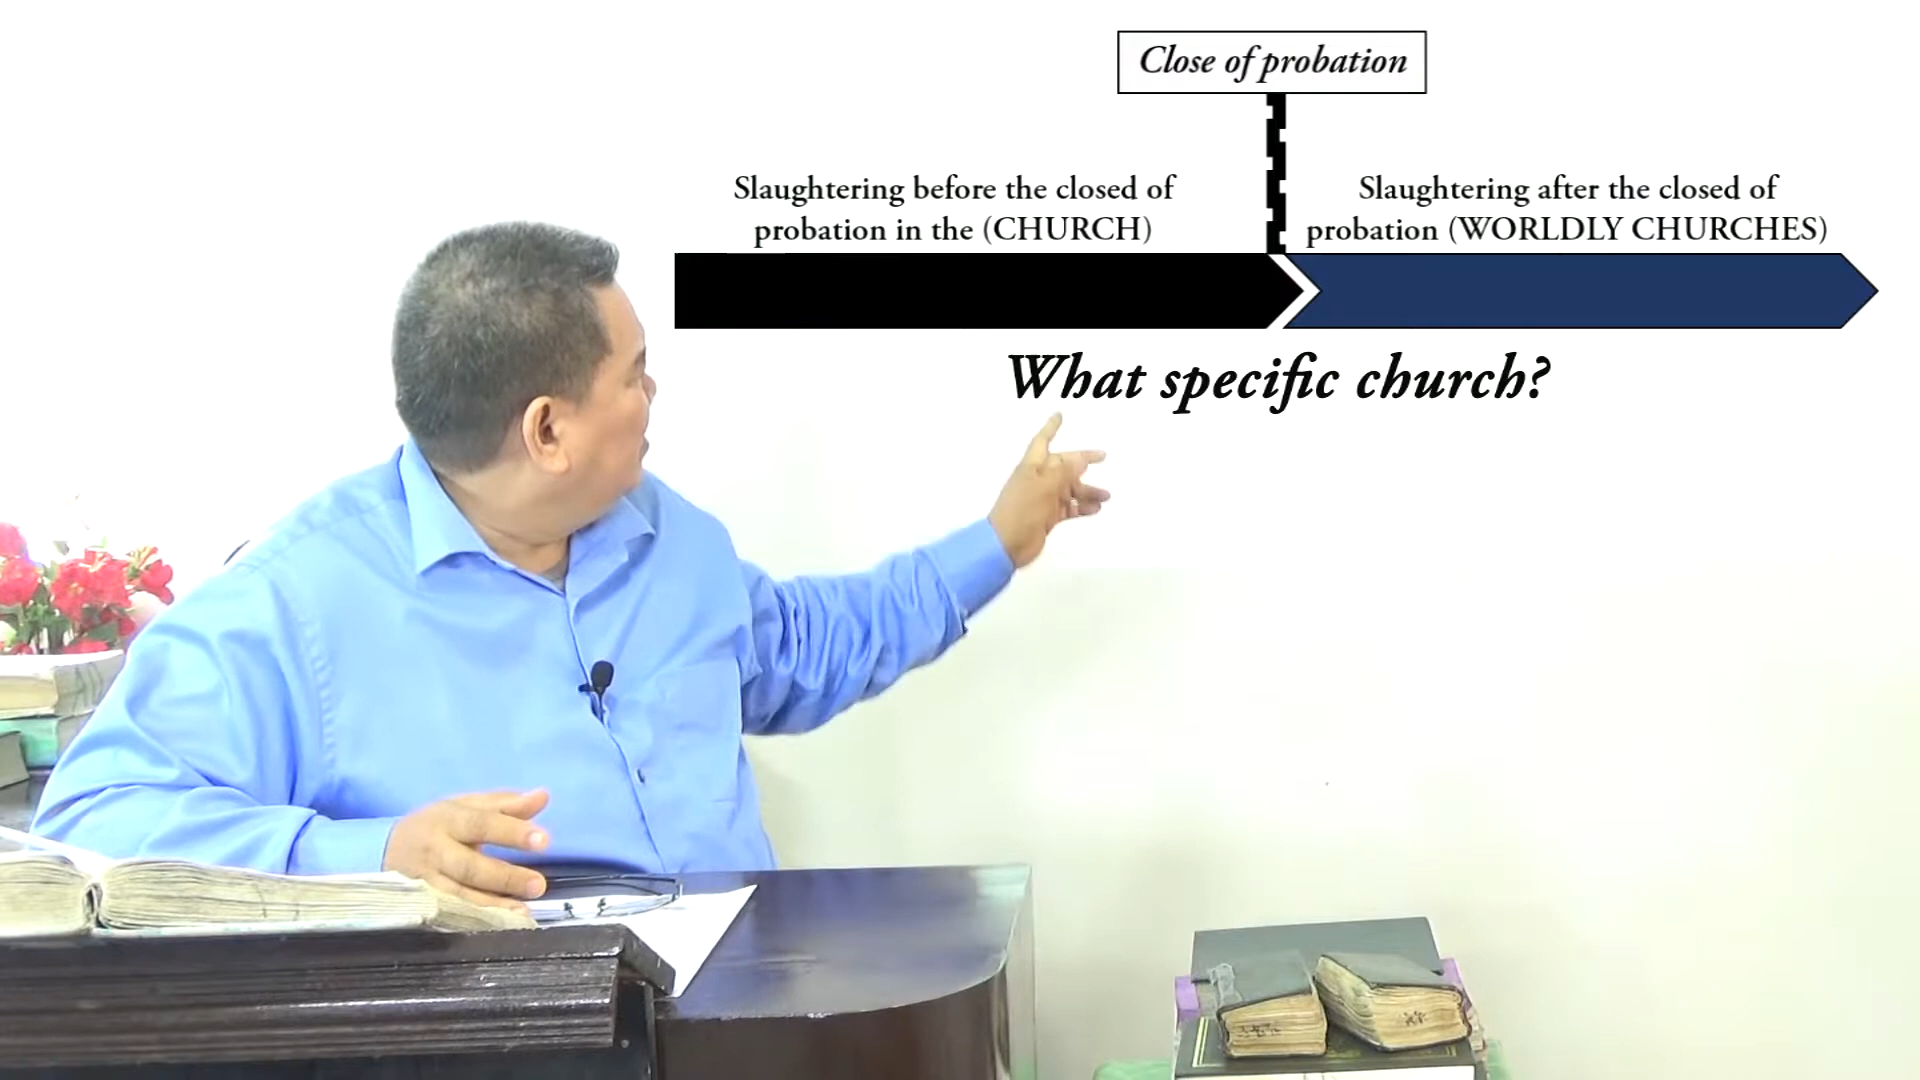 Close of probation
Slaughtering before the closed of
probation in the (CHURCH)
Slaughtering after the closed of
probation (WORLDLY CHURCHES)
What specific church?